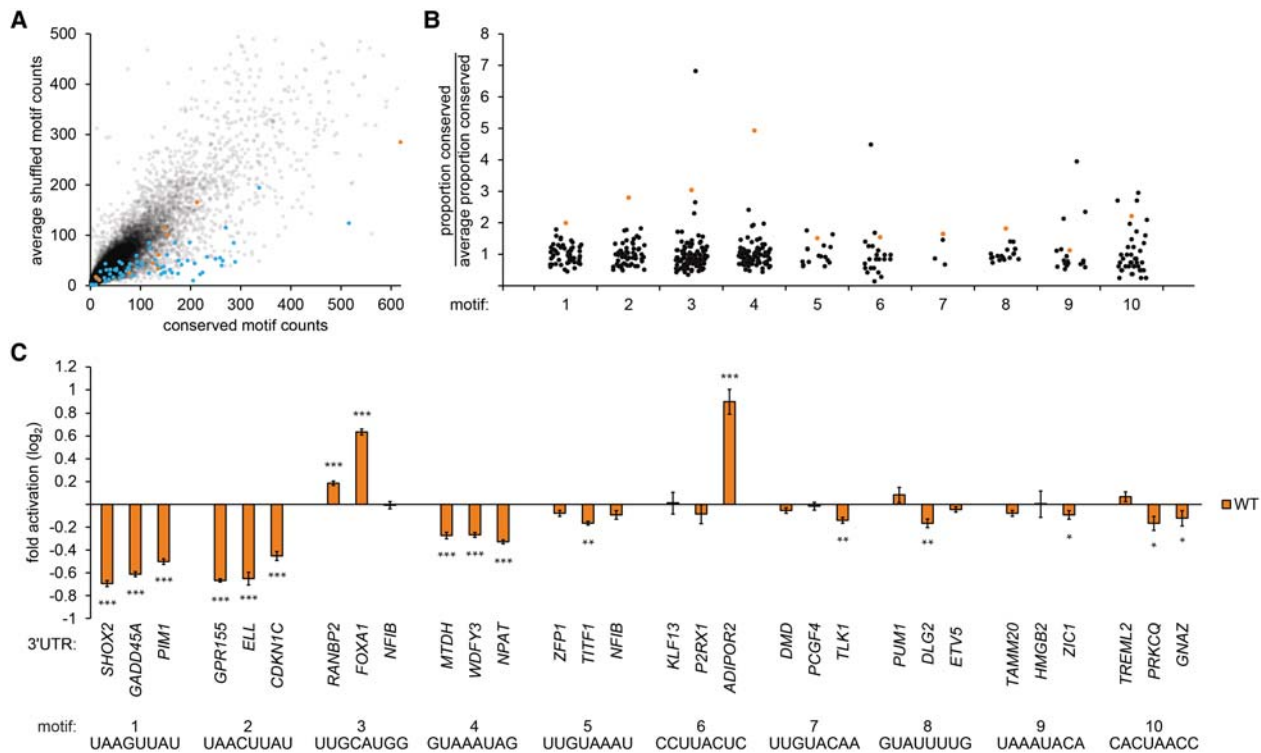 A
average shuffled motif counts
500
400
300
200
100
0
0 100 200 300 400 500 600
conserved motif counts
B
proportion conserved
average proportion conserved
8
7
6
5
4
3
2
1
motif: 1 2 3 4 5 6 7 8 9 10
C
fold activation (log2)
1.2
1
0.8
0.6
0.4
0.2
-0.2
-0.4
-0.6
-0.8
-1
*** *** *** *** *** *** *** *** *** *** *** *** ** ** ** * * * ***
WT
3'UTR: SHOX2 GADD45A PIM1 GPR155 ELL CDKN1C RANBP2 FOXA1 NFIB MTDH WDFY3 NPAT ZFP1 TITF1 NFIB KLF13 P2RX1 ADIPOR2 DMD PCGF4 TLK1 PUM1 DLG2 ETV5 TAMM20 HMGB2 ZIC1 TREML2 PRKCQ GNAZ
motif: 1 2 3 4 5 6 7 8 9 10
UAAGUUAU UAACUUAU UUGCAUGG GUAAAUAG UUGUAAAU CCUUACUC UUGUACAA GUAUUUUG UAAAUACA CACUAACC